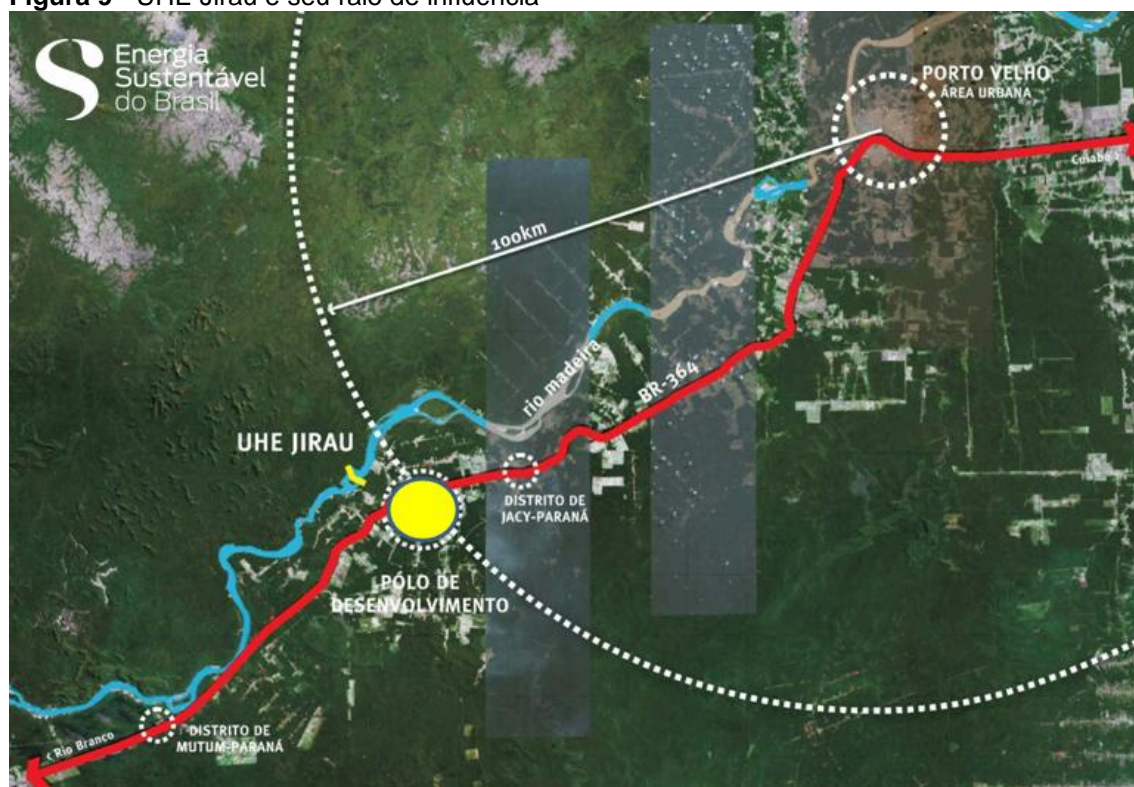 Figura 9 - UHE Jirau e seu raio de influência
Energia
Sustentável
do Brasil
PORTO VELHO
ÁREA URBANA
Cuiabá >
100km
rio madeira
BR-364
UHE JIRAU
DISTRITO DE
JACY-PARANÁ
PÓLO DE
DESENVOLVIMENTO
DISTRITO DE
MUTUM-PARANÁ
< Rio Branco